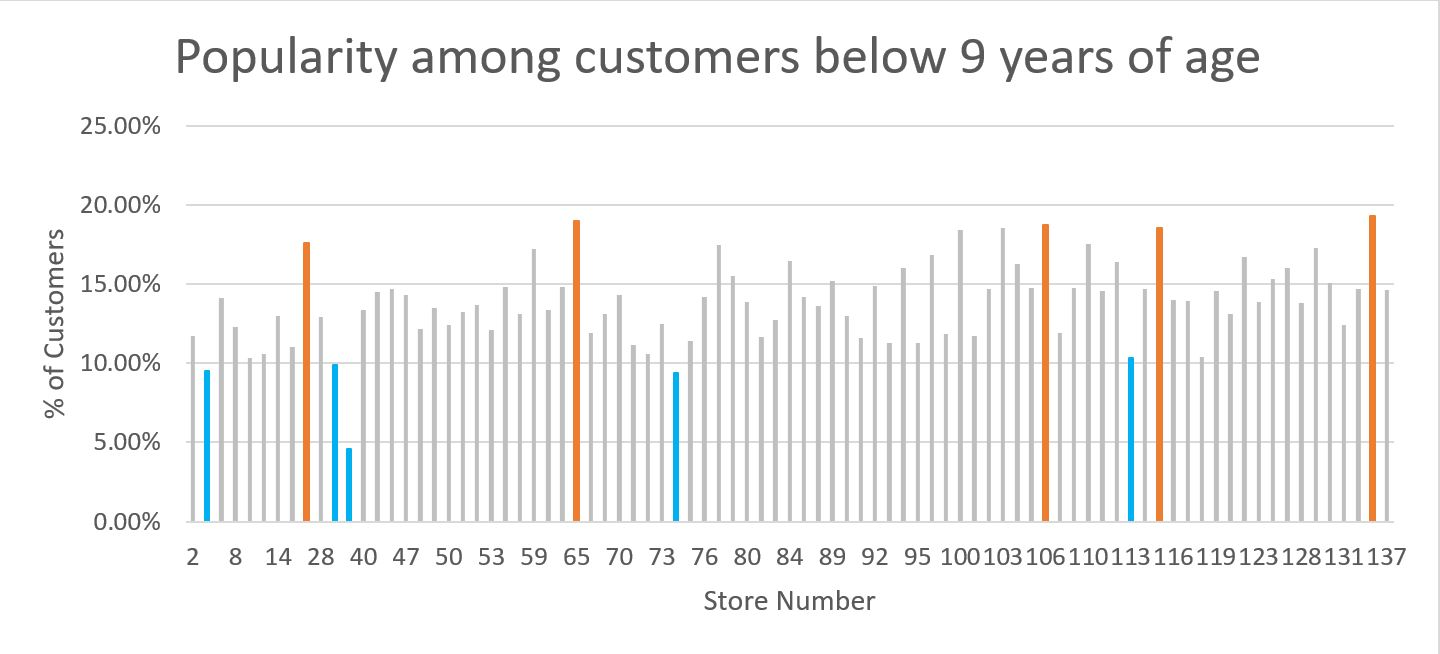 Popularity among customers below 9 years of age
25.00%
20.00%
15.00%
10.00%
5.00%
0.00%
% of Customers
2 8 14 28 40 47 50 53 59 65 70 73 76 80 84 89 92 95 100 103 106 110 113 116 119 123 128 131 137
Store Number